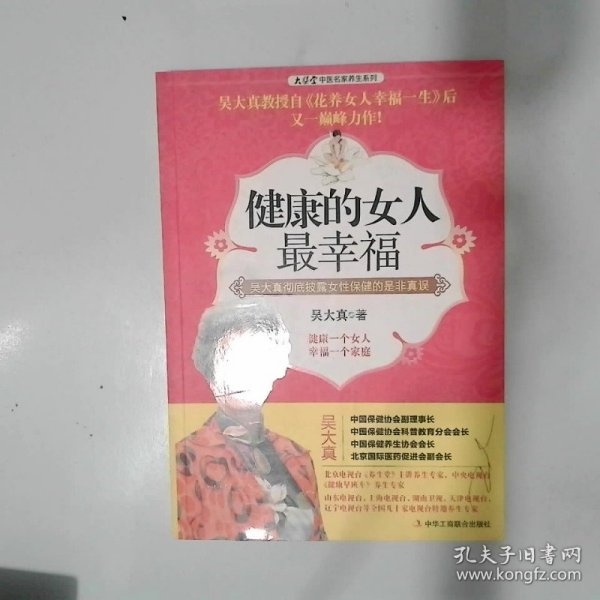 大医堂中医名家养生系列
吴大真教授自《花养女人幸福一生》后
又一巅峰力作！
健康的女人
最幸福
吴大真彻底披露女性保健的是非真误
吴大真 著
健康一个女人
幸福一个家庭
吴大真
中国保健协会副理事长
中国保健协会科普教育分会会长
中国保健养生协会会长
北京国际医药促进会副会长
北京电视台《养生堂》主讲养生专家、中央电视台
《健康早班车》养生专家
山东电视台、上海电视台、湖南卫视、天津电视台、
辽宁电视台等全国几十家电视台特邀养生专家
中华工商联合出版社
孔夫子旧书网
www.kongfz.com